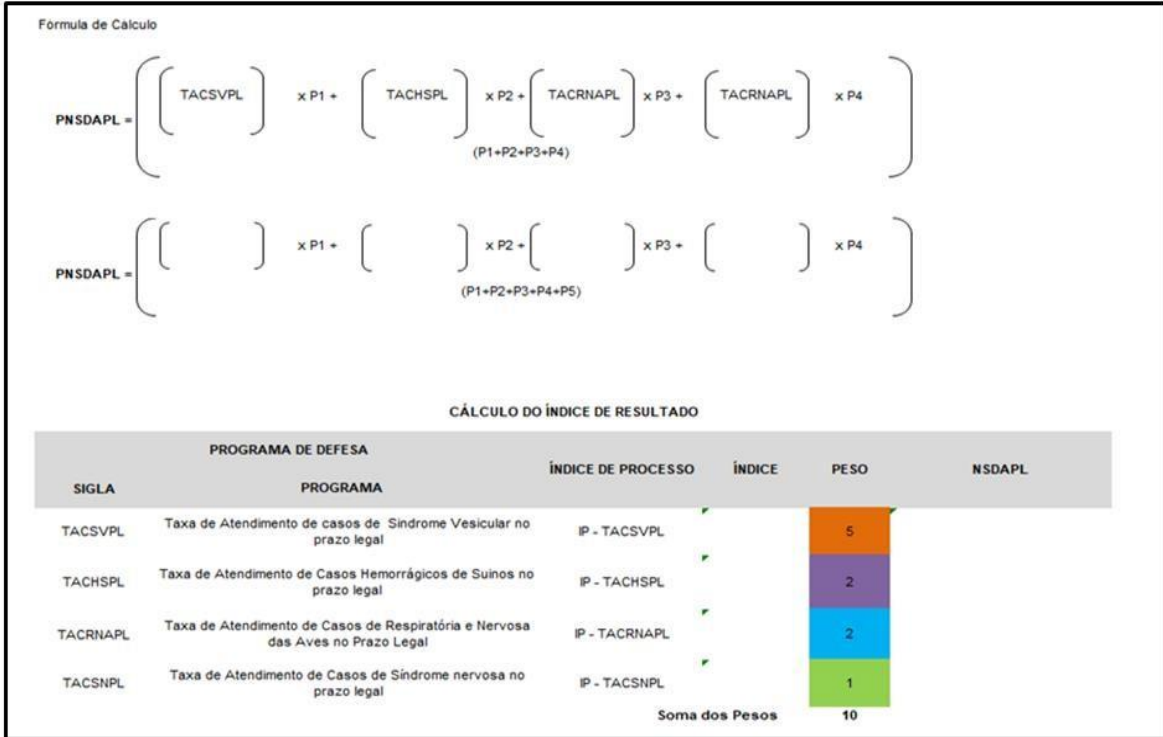 Fórmula de Cálculo
TACSVPL x P1 + TACHSPL x P2 + TACRNAPL x P3 + TACRNAPL x P4
PNSDAPL =
(P1+P2+P3+P4)
x P1 + x P2 + x P3 + x P4
PNSDAPL =
(P1+P2+P3+P4+P5)
CÁLCULO DO ÍNDICE DE RESULTADO
PROGRAMA DE DEFESA
ÍNDICE DE PROCESSO ÍNDICE PESO NSDAPL
SIGLA PROGRAMA
TACSVPL Taxa de Atendimento de casos de Sindrome Vesicular no prazo legal IP - TACSVPL 5
TACHSPL Taxa de Atendimento de Casos Hemorrágicos de Suinos no prazo legal IP - TACHSPL 2
TACRNAPL Taxa de Atendimento de Casos de Respiratória e Nervosa das Aves no Prazo Legal IP - TACRNAPL 2
TACSNPL Taxa de Atendimento de Casos de Síndrome nervosa no prazo legal IP - TACSNPL 1
Soma dos Pesos 10